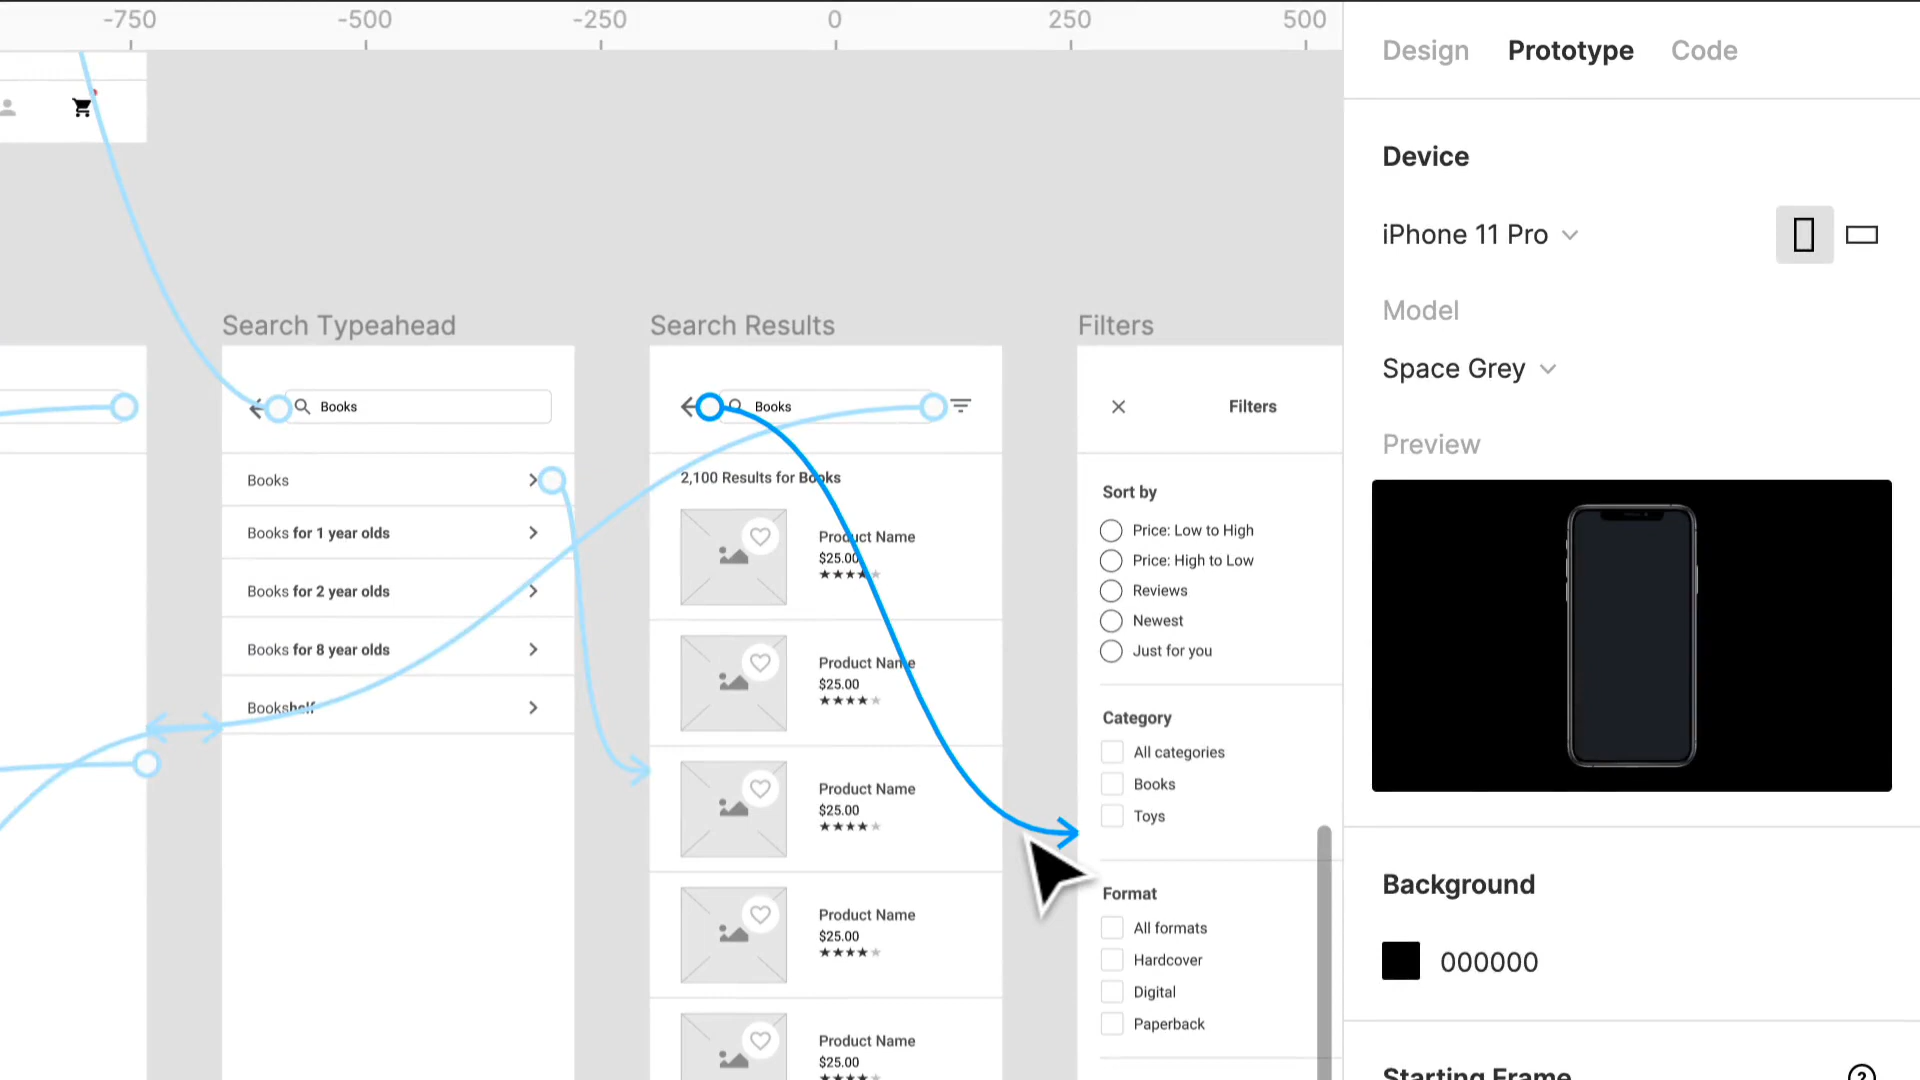 -750
-500
-250
0
250
500
Design
Prototype
Code
Device
iPhone 11 Pro
Model
Space Grey
Preview
Background
000000
Starting Frame
?
Search Typeahead
Books
Books
Books for 1 year olds
Books for 2 year olds
Books for 8 year olds
Bookshelf
Search Results
Books
2,100 Results for Books
Product Name
$25.00
Product Name
$25.00
Product Name
$25.00
Product Name
$25.00
Product Name
$25.00
Filters
Filters
Sort by
Price: Low to High
Price: High to Low
Reviews
Newest
Just for you
Category
All categories
Books
Toys
Format
All formats
Hardcover
Digital
Paperback